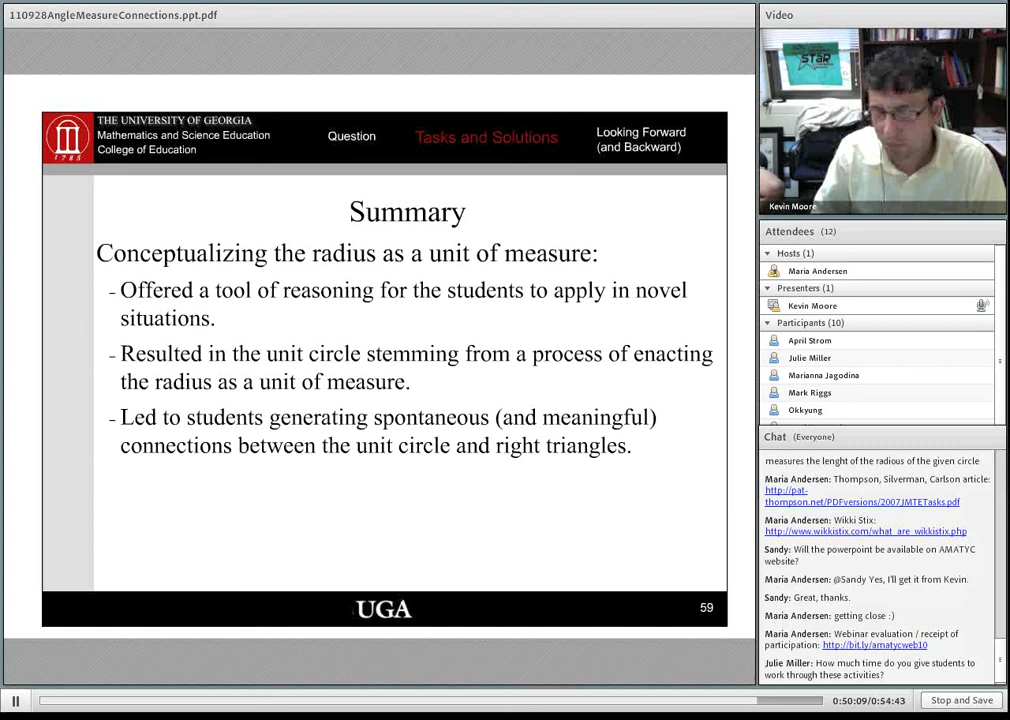 110928AngleMeasureConnections.ppt.pdf
THE UNIVERSITY OF GEORGIA
Mathematics and Science Education
College of Education
1785
Question
Tasks and Solutions
Looking Forward
(and Backward)
Summary
Conceptualizing the radius as a unit of measure:
- Offered a tool of reasoning for the students to apply in novel
situations.
- Resulted in the unit circle stemming from a process of enacting
the radius as a unit of measure.
- Led to students generating spontaneous (and meaningful)
connections between the unit circle and right triangles.
UGA
59
Video
STaR
Kevin Moore
Attendees (12)
Hosts (1)
Maria Andersen
Presenters (1)
Kevin Moore
Participants (10)
April Strom
Julie Miller
Marianna Jagodina
Mark Riggs
Okkyung
Chat (Everyone)
measures the lenght of the radious of the given circle
Maria Andersen: Thompson, Silverman, Carlson article:
http://pat-
thompson.net/PDFversions/2007JMTETasks.pdf
Maria Andersen: Wikki Stix:
http://www.wikkistix.com/what_are_wikkistix.php
Sandy: Will the powerpoint be available on AMATYC
website?
Maria Andersen: @Sandy Yes, I'll get it from Kevin.
Sandy: Great, thanks.
Maria Andersen: getting close :)
Maria Andersen: Webinar evaluation / receipt of
participation: http://bit.ly/amatycweb10
Julie Miller: How much time do you give students to
work through these activities?
0:50:09/0:54:43
Stop and Save